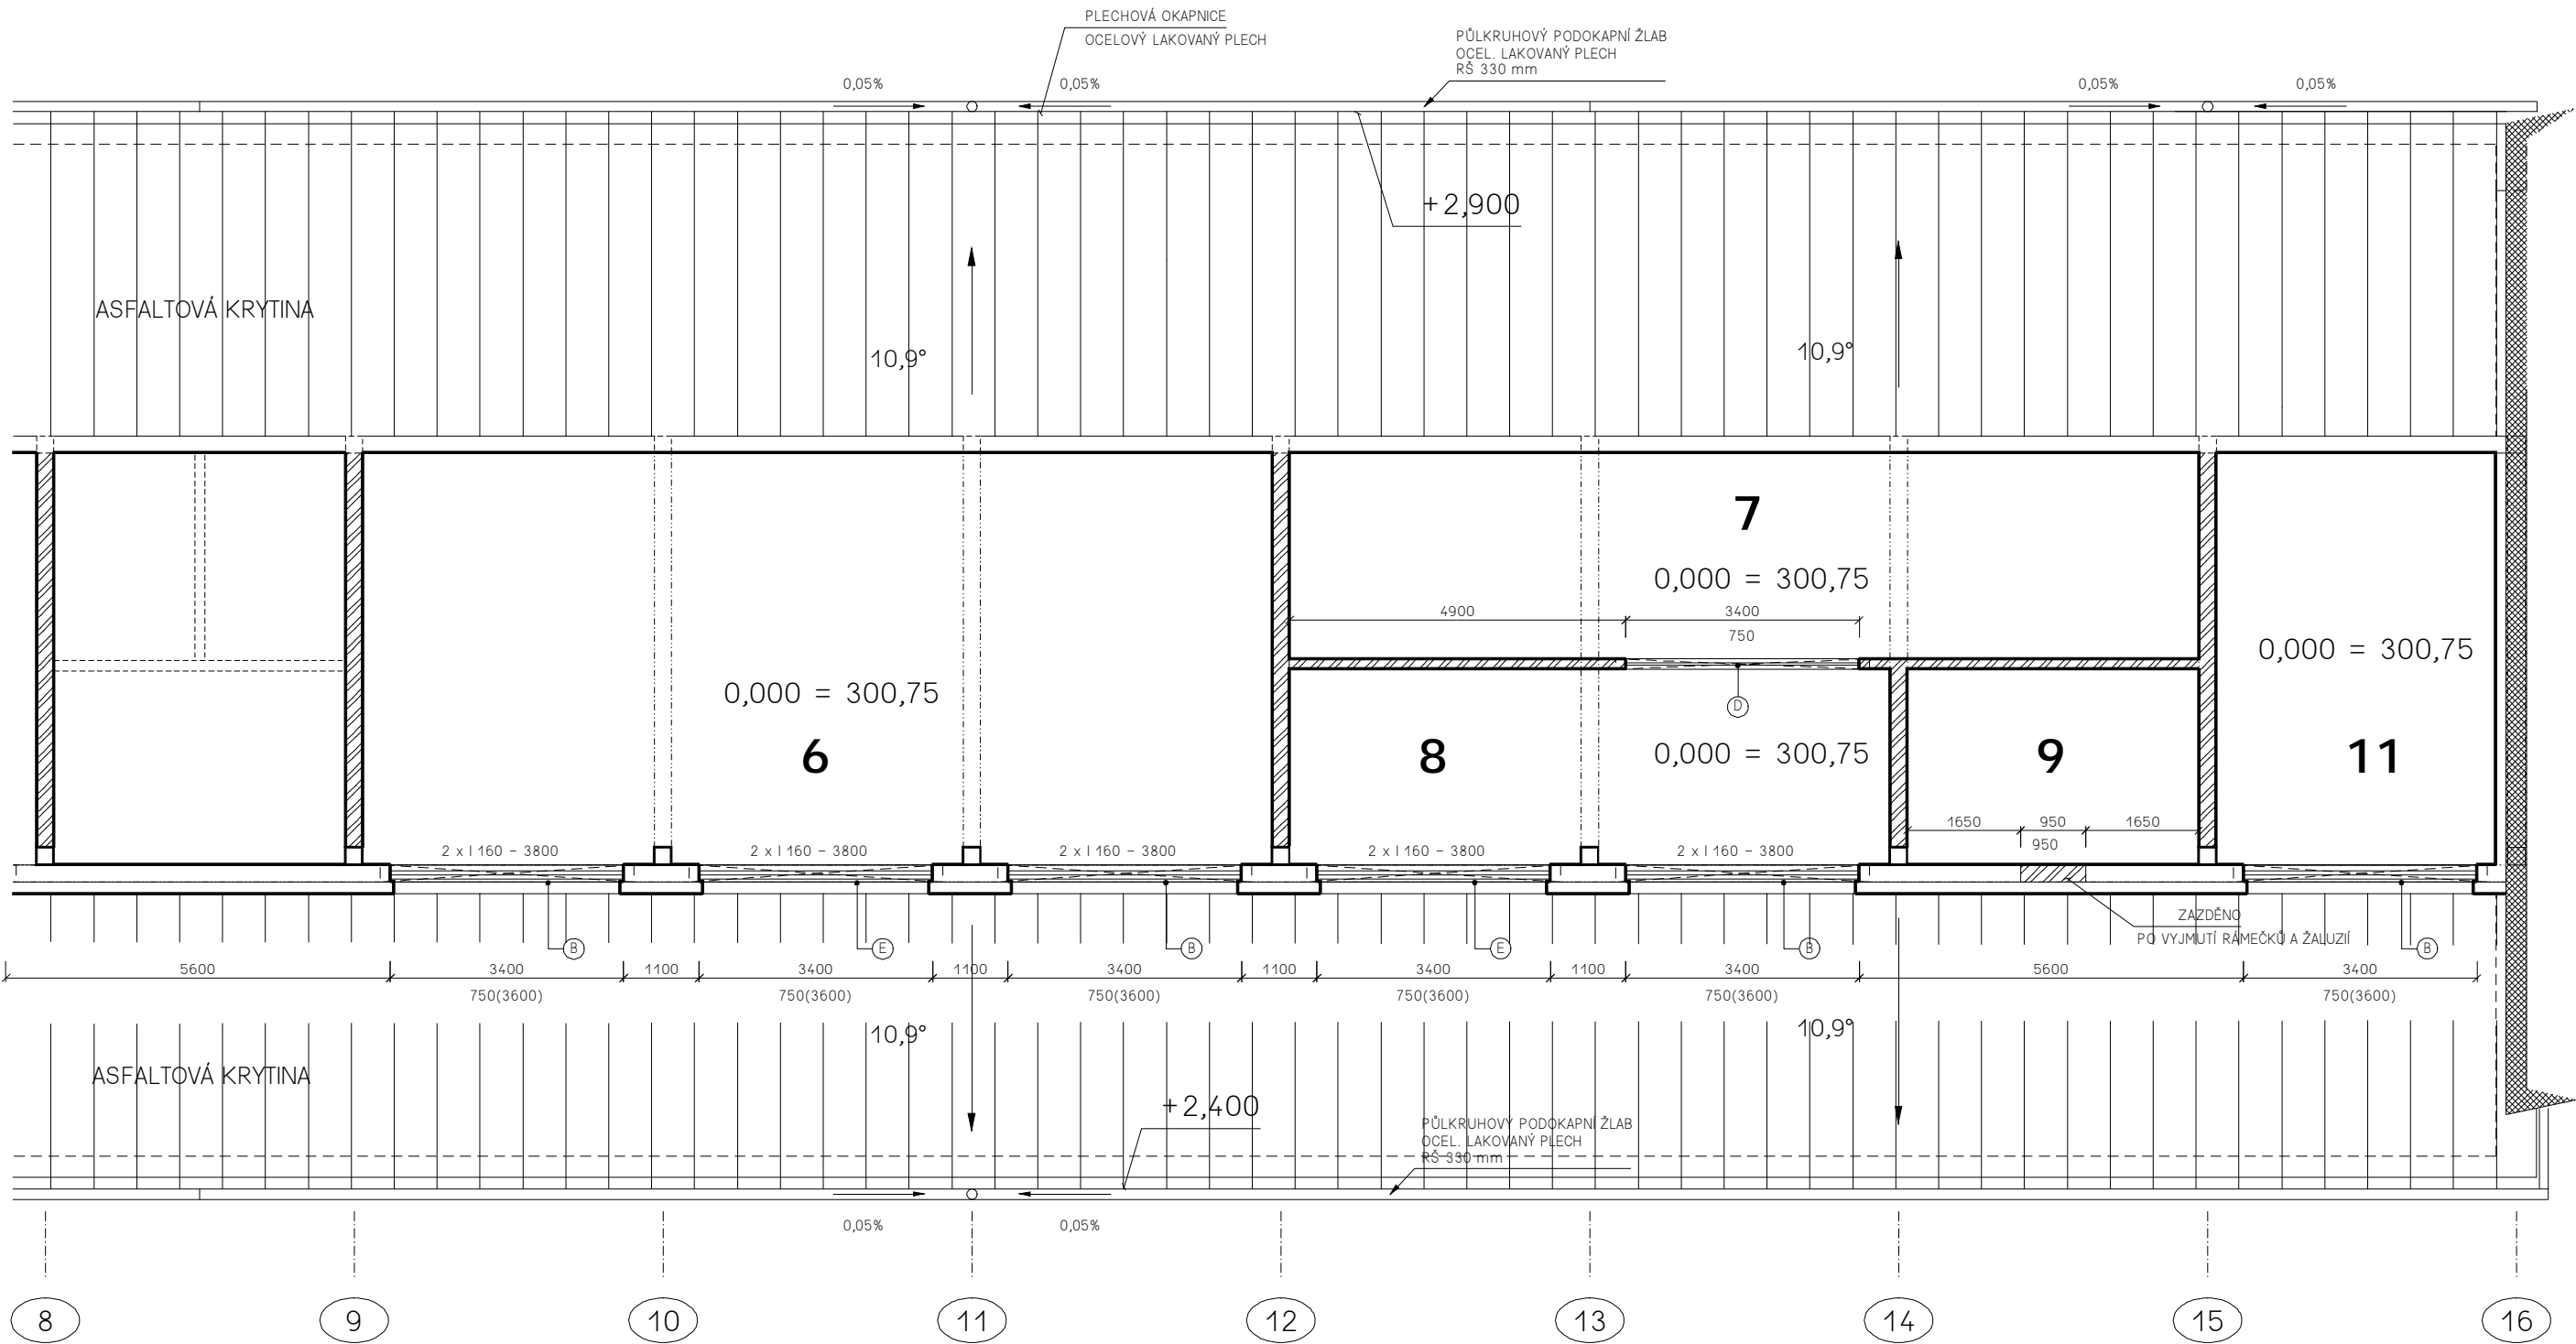 PLECHOVÁ OKAPNICE
OCELOVÝ LAKOVANÝ PLECH
PŮLKRUHOVÝ PODOKAPNÍ ŽLAB
OCEL. LAKOVANÝ PLECH
RŠ 330 mm
0,05%
0,05%
0,05%
0,05%
+2,900
ASFALTOVÁ KRYTINA
10,9°
10,9°
7
0,000 = 300,75
4900
3400
750
0,000 = 300,75
0,000 = 300,75
D
6
8
0,000 = 300,75
9
11
1650
950
1650
950
2 x I 160 - 3800
2 x I 160 - 3800
2 x I 160 - 3800
2 x I 160 - 3800
2 x I 160 - 3800
ZAZDĚNO
PO VYJMUTÍ RÁMEČKŮ A ŽALUZIÍ
B
E
B
E
B
B
5600
3400
1100
3400
1100
3400
1100
3400
1100
3400
5600
3400
750(3600)
750(3600)
750(3600)
750(3600)
750(3600)
750(3600)
10,9°
10,9°
ASFALTOVÁ KRYTINA
+2,400
PŮLKRUHOVÝ PODOKAPNÍ ŽLAB
OCEL. LAKOVANÝ PLECH
RŠ 330 mm
0,05%
0,05%
8
9
10
11
12
13
14
15
16